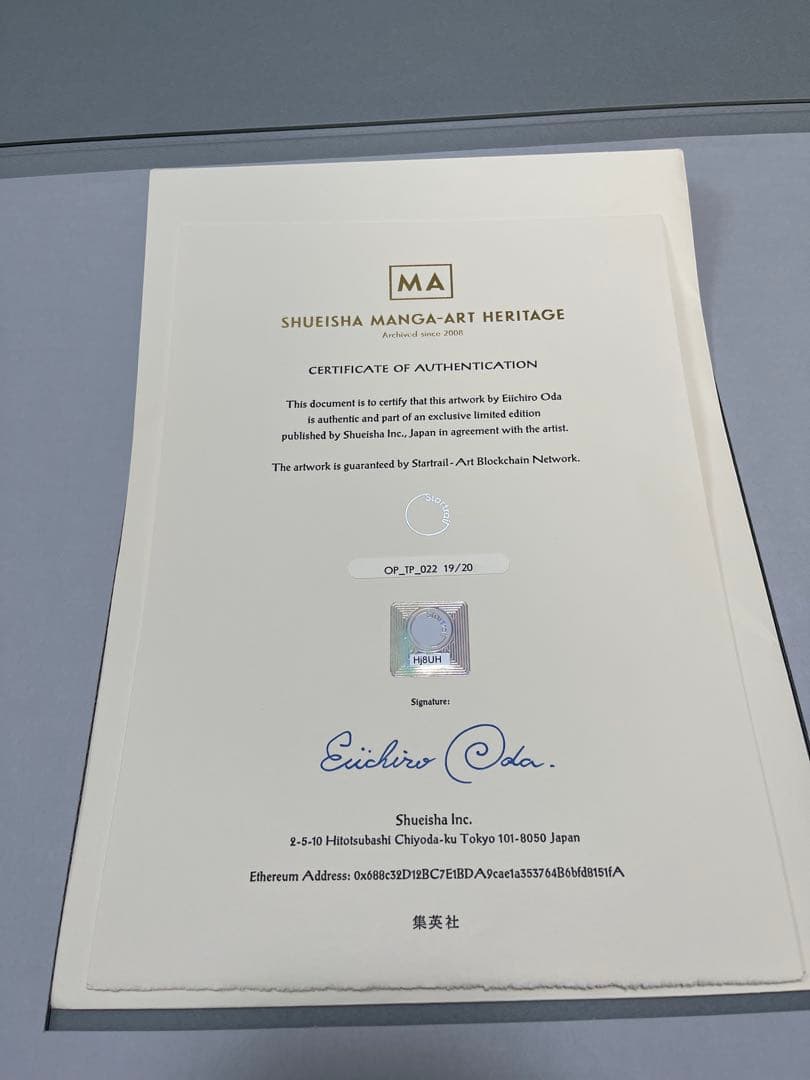 MA
SHUEISHA MANGA-ART HERITAGE
Archived since 2008
CERTIFICATE OF AUTHENTICATION
This document is to certify that this artwork by Eiichiro Oda
is authentic and part of an exclusive limited edition
published by Shueisha Inc., Japan in agreement with the artist.
The artwork is guaranteed by Startrail-Art Blockchain Network.
Startrail
OP_TP_022 19/20
Startrail
Hj8UH
Signature:
Eiichiro Oda.
Shueisha Inc.
2-5-10 Hitotsubashi Chiyoda-ku Tokyo 101-8050 Japan
Ethereum Address: 0x688c32D12BC7E1BDA9cae1a353764B6bfd8151fA
集英社